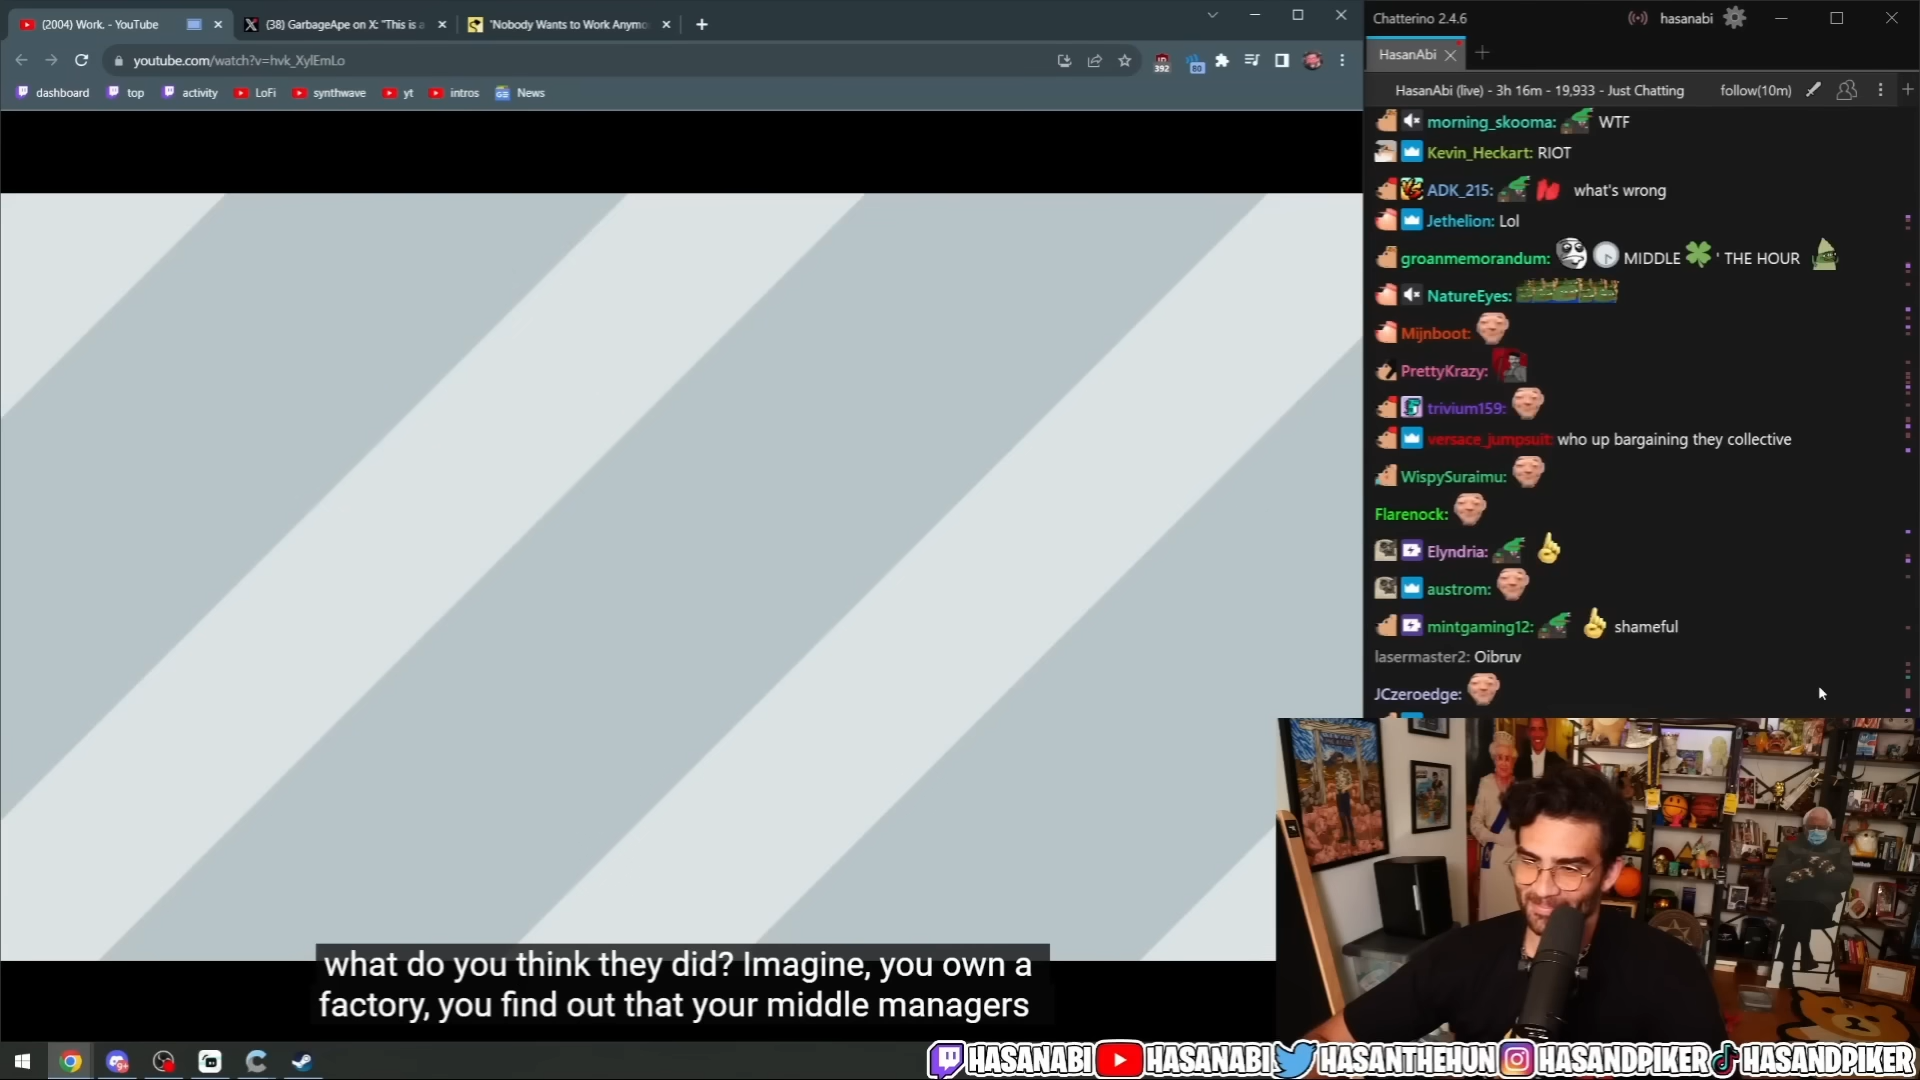 (2004) Work. - YouTube
(38) GarbageApe on X: "This is a
"Nobody Wants to Work Anymo
youtube.com/watch?v=hvk_XylEmLo
392
80
dashboard
top
activity
LoFi
synthwave
yt
intros
News
what do you think they did? Imagine, you own a
factory, you find out that your middle managers
Chatterino 2.4.6
hasanabi
HasanAbi
HasanAbi (live) - 3h 16m - 19,933 - Just Chatting
follow(10m)
morning_skooma: WTF
Kevin_Heckart: RIOT
ADK_215: what's wrong
Jethelion: Lol
groanmemorandum: MIDDLE ' THE HOUR
NatureEyes:
Mijnboot:
PrettyKrazy:
trivium159:
versace_jumpsuit: who up bargaining they collective
WispySuraimu:
Flarenock:
Elyndria:
austrom:
mintgaming12: shameful
lasermaster2: Oibruv
JCzeroedge:
HASANABI HASANABI HASANTHEHUN HASANDPIKER HASANDPIKER